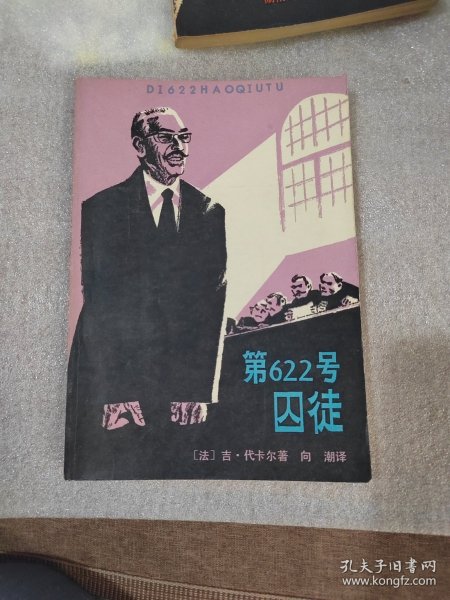 DI622HAOQIUTU
第622号
囚徒
〔法〕吉·代卡尔著 向 潮译
孔夫子旧书网
www.kongfz.com